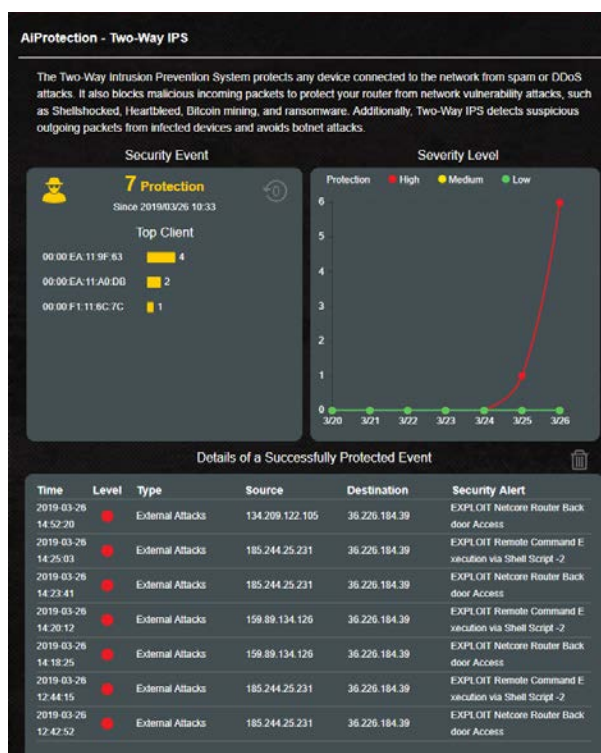 AiProtection - Two-Way IPS
The Two-Way Intrusion Prevention System protects any device connected to the network from spam or DDoS
attacks. It also blocks malicious incoming packets to protect your router from network vulnerability attacks, such
as Shellshocked, Heartbleed, Bitcoin mining, and ransomware. Additionally, Two-Way IPS detects suspicious
outgoing packets from infected devices and avoids botnet attacks.
Security Event
7 Protection
Since 2019/03/26 10:33
Top Client
00:00:EA:11:9F:63 4
00:00:EA:11:A0:DB 2
00:00:F1:11:6C:7C 1
Severity Level
Protection High Medium Low
6
5
4
3
2
1
0
3/20 3/21 3/22 3/23 3/24 3/25 3/26
Details of a Successfully Protected Event
Time Level Type Source Destination Security Alert
2019-03-26 EXPLOIT Netcore Router Back
External Attacks 134.209.122.105 36.226.184.39
14:52:20 door Access
2019-03-26 EXPLOIT Remote Command E
External Attacks 185.244.25.231 36.226.184.39
14:25:03 xecution via Shell Script -2
2019-03-26 EXPLOIT Netcore Router Back
External Attacks 185.244.25.231 36.226.184.39
14:23:41 door Access
2019-03-26 EXPLOIT Remote Command E
External Attacks 159.89.134.126 36.226.184.39
14:20:12 xecution via Shell Script -2
2019-03-26 EXPLOIT Netcore Router Back
External Attacks 159.89.134.126 36.226.184.39
14:18:25 door Access
2019-03-26 EXPLOIT Remote Command E
External Attacks 185.244.25.231 36.226.184.39
12:44:15 xecution via Shell Script -2
2019-03-26 EXPLOIT Netcore Router Back
External Attacks 185.244.25.231 36.226.184.39
12:42:52 door Access